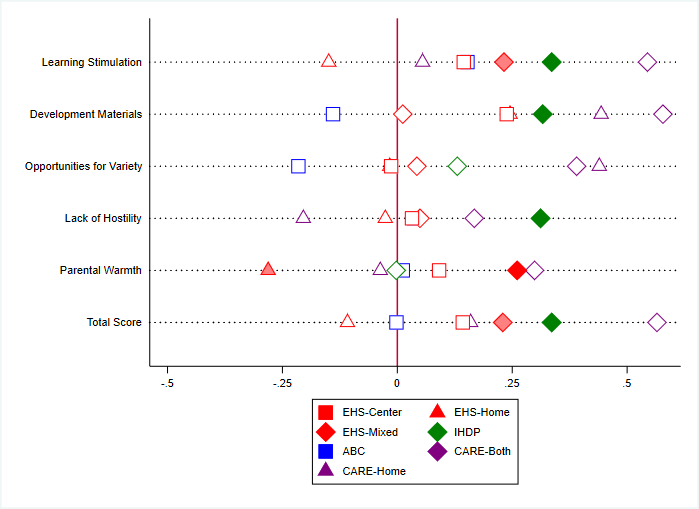 Learning Stimulation
Development Materials
Opportunities for Variety
Lack of Hostility
Parental Warmth
Total Score
-.5 -.25 0 .25 .5
EHS-Center EHS-Home
EHS-Mixed IHDP
ABC CARE-Both
CARE-Home